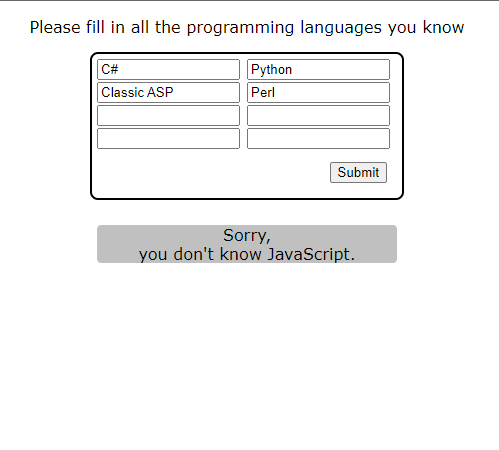 Please fill in all the programming languages you know
C# Python
Classic ASP Perl
Submit
Sorry,
you don't know JavaScript.